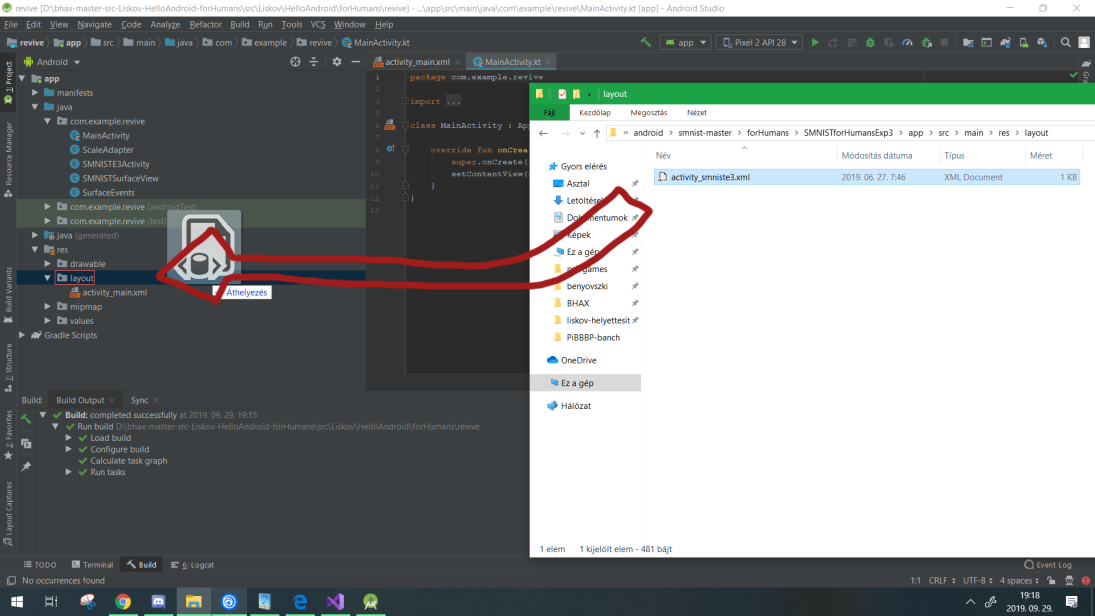 revive [D:\bhax-master-src-Liskov-HelloAndroid-forHumans\src\Liskov\HelloAndroid\forHumans\revive] - ...\app\src\main\java\com\example\revive\MainActivity.kt [app] - Android Studio
File Edit View Navigate Code Analyze Refactor Build Run Tools VCS Window Help
revive app src main java com example revive MainActivity.kt app Pixel 2 API 28
1: Project
Resource Manager
Build Variants
7: Structure
2: Favorites
Layout Captures
Android
app
manifests
java
com.example.revive
MainActivity
ScaleAdapter
SMNISTE3Activity
SMNISTSurfaceView
SurfaceEvents
com.example.revive (androidTest)
com.example.revive (test)
java (generated)
res
drawable
layout
activity_main.xml
mipmap
values
Gradle Scripts
Áthelyezés
activity_main.xml MainActivity.kt
1 package com.example.revive
3 import ...
6 class MainActivity : App
8 override fun onCreat
9 super.onCreate(
10 setContentView(
11 }
12 }
13
layout
Fájl Kezdőlap Megosztás Nézet
« android › smnist-master › forHumans › SMNISTforHumansExp3 › app › src › main › res › layout
Név Módosítás dátuma Típus Méret
activity_smniste3.xml 2019. 06. 27. 7:46 XML Document 1 KB
Gyors elérés
Asztal
Dokumentumok
Képek
benyovszki
BHAX
liskov-helyettesit
PiBBBP-banch
OneDrive
Ez a gép
Hálózat
1 elem 1 kijelölt elem - 481 bájt
Build: Build Output Sync
Build: completed successfully at 2019. 09. 29. 19:15
Run build D:\bhax-master-src-Liskov-HelloAndroid-forHumans\src\Liskov\HelloAndroid\forHumans\revive
Load build
Configure build
Calculate task graph
Run tasks
TODO Terminal Build 6: Logcat Event Log
No occurrences found 1:1 CRLF UTF-8 4 spaces
19:18
2019. 09. 29.